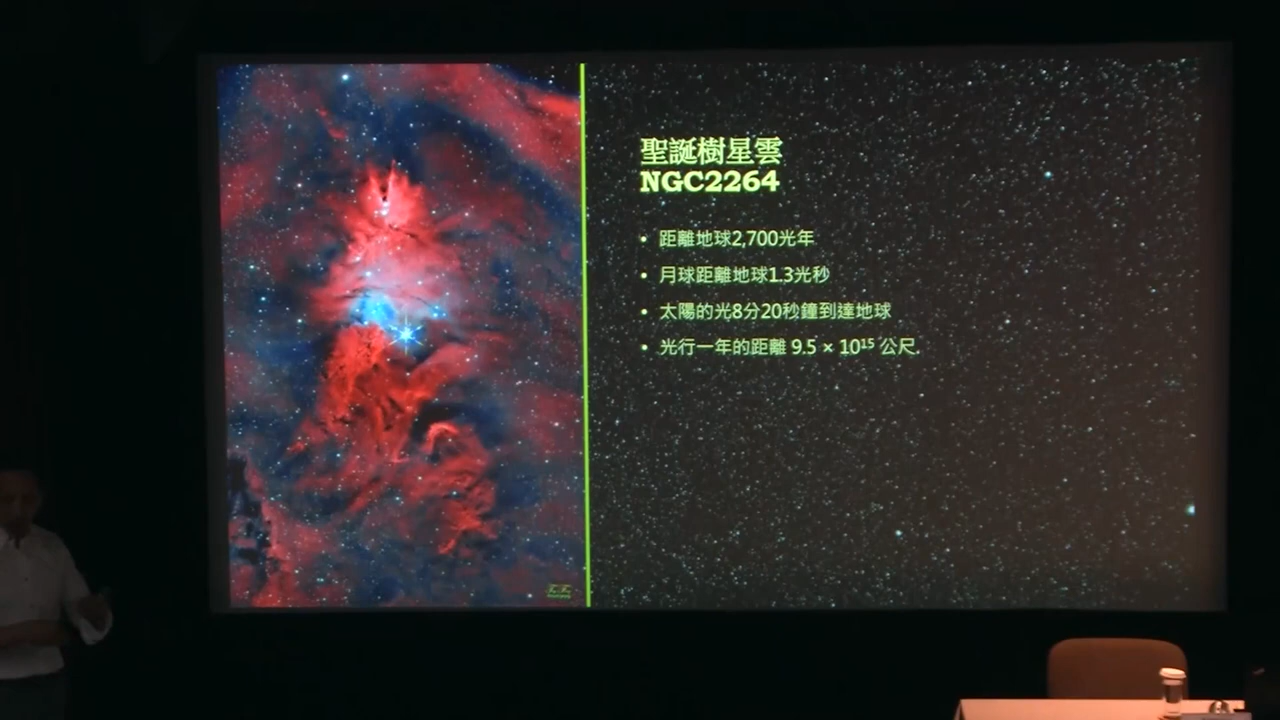 聖誕樹星雲
NGC2264
• 距離地球2,700光年
• 月球距離地球1.3光秒
• 太陽的光8分20秒鐘到達地球
• 光行一年的距離 9.5 × 10¹⁵ 公尺.